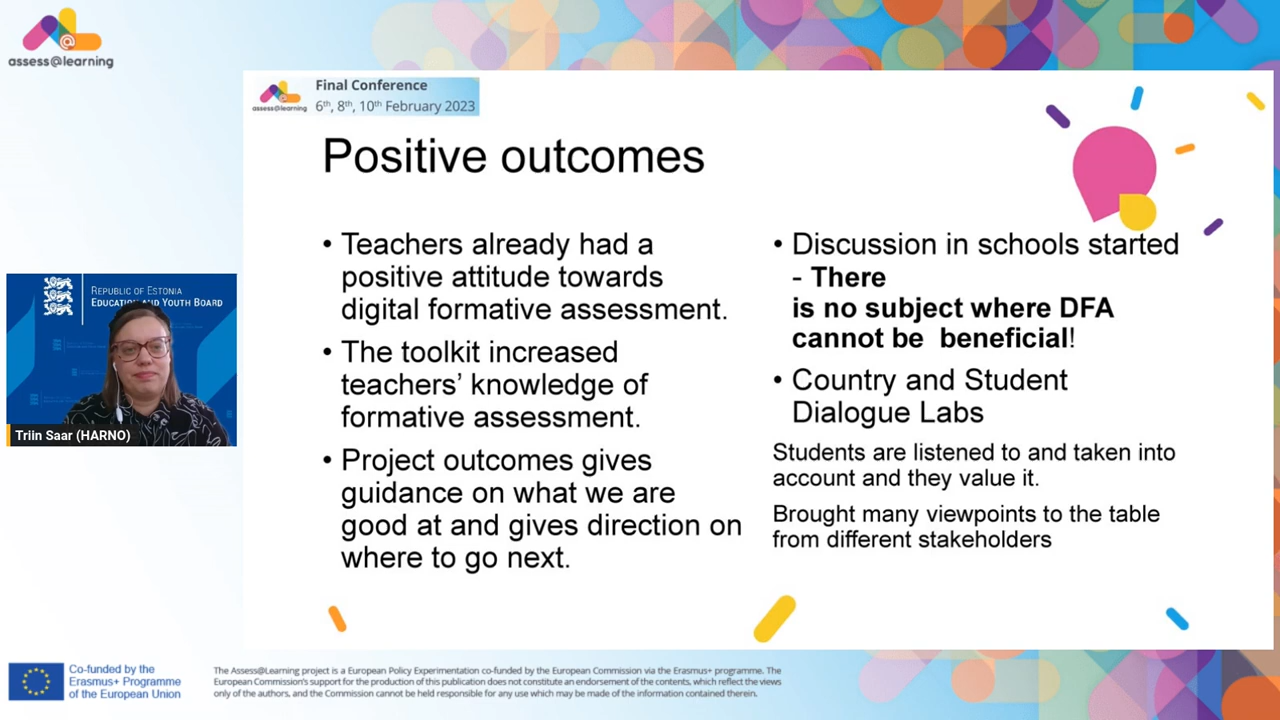 assess@learning
assess@learning
Final Conference
6th, 8th, 10th February 2023
Positive outcomes
• Teachers already had a
positive attitude towards
digital formative assessment.
• The toolkit increased
teachers’ knowledge of
formative assessment.
• Project outcomes gives
guidance on what we are
good at and gives direction on
where to go next.
• Discussion in schools started
- There
is no subject where DFA
cannot be beneficial!
• Country and Student
Dialogue Labs
Students are listened to and taken into
account and they value it.
Brought many viewpoints to the table
from different stakeholders
Republic of Estonia
Education and Youth Board
Triin Saar (HARNO)
Co-funded by the
Erasmus+ Programme
of the European Union
The Assess@Learning project is a European Policy Experimentation co-funded by the European Commission via the Erasmus+ programme. The
European Commission’s support for the production of this publication does not constitute an endorsement of the contents, which reflect the views
only of the authors, and the Commission cannot be held responsible for any use which may be made of the information contained therein.